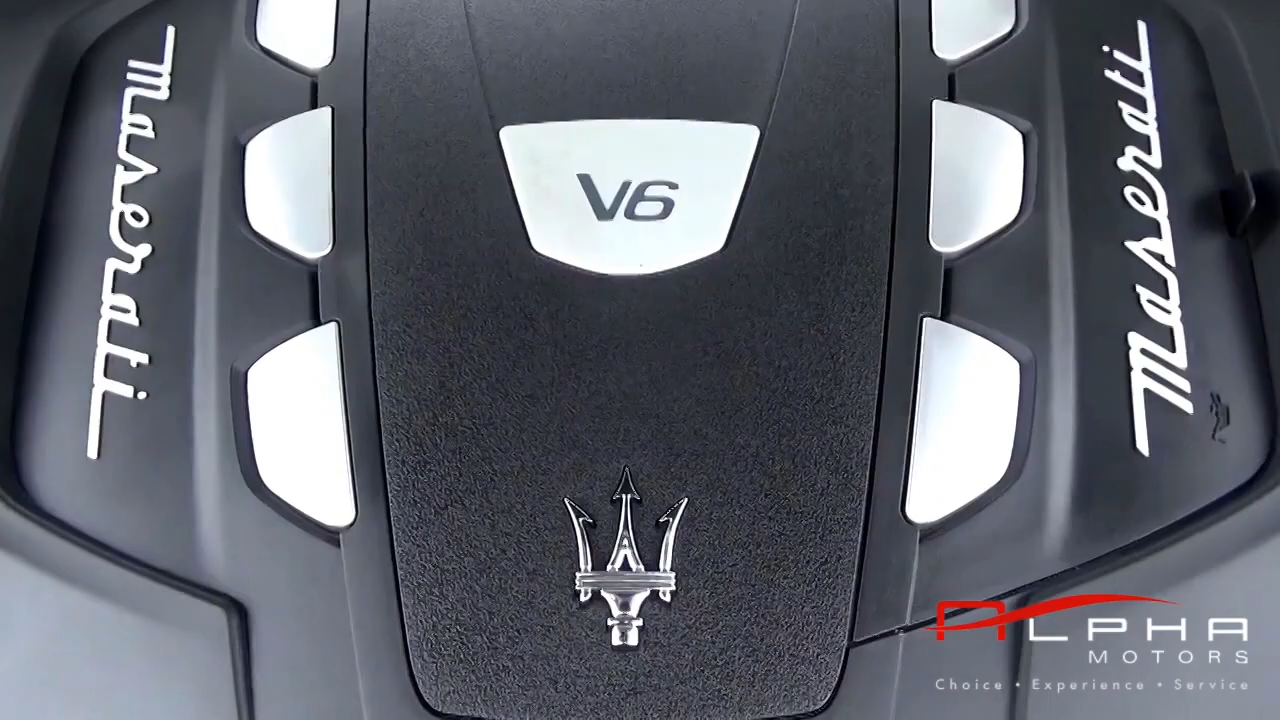 Maserati
V6
Maserati
ALPHA
MOTORS
Choice • Experience • Service